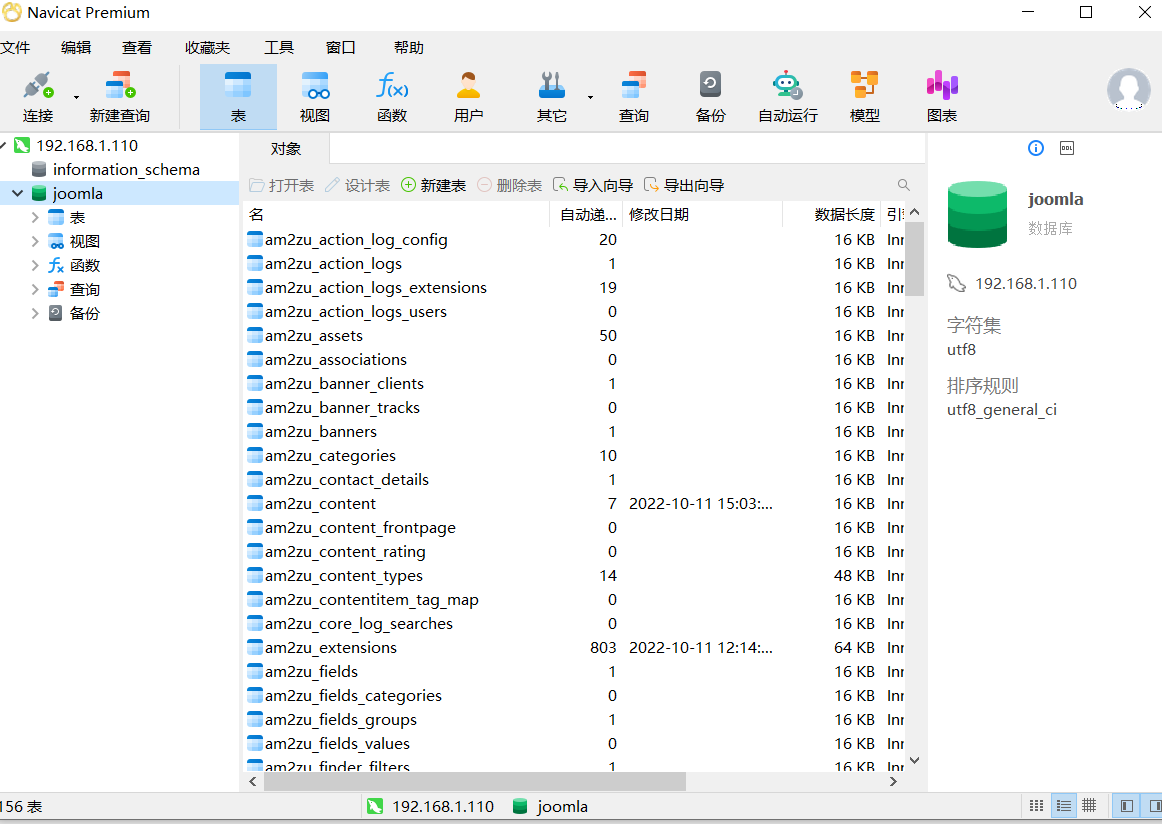 Navicat Premium
文件 编辑 查看 收藏夹 工具 窗口 帮助
连接 新建查询 表 视图 函数 用户 其它 查询 备份 自动运行 模型 图表
192.168.1.110
information_schema
joomla
表
视图
函数
查询
备份
对象
打开表 设计表 新建表 删除表 导入向导 导出向导
名 自动递... 修改日期 数据长度 引
am2zu_action_log_config 20 16 KB Inr
am2zu_action_logs 1 16 KB Inr
am2zu_action_logs_extensions 19 16 KB Inr
am2zu_action_logs_users 0 16 KB Inr
am2zu_assets 50 16 KB Inr
am2zu_associations 0 16 KB Inr
am2zu_banner_clients 1 16 KB Inr
am2zu_banner_tracks 0 16 KB Inr
am2zu_banners 1 16 KB Inr
am2zu_categories 10 16 KB Inr
am2zu_contact_details 1 16 KB Inr
am2zu_content 7 2022-10-11 15:03:... 16 KB Inr
am2zu_content_frontpage 0 16 KB Inr
am2zu_content_rating 0 16 KB Inr
am2zu_content_types 14 48 KB Inr
am2zu_contentitem_tag_map 0 16 KB Inr
am2zu_core_log_searches 0 16 KB Inr
am2zu_extensions 803 2022-10-11 12:14:... 64 KB Inr
am2zu_fields 1 16 KB Inr
am2zu_fields_categories 0 16 KB Inr
am2zu_fields_groups 1 16 KB Inr
am2zu_fields_values 0 16 KB Inr
am2zu_finder_filters 1 16 KB Inr
DDL
joomla
数据库
192.168.1.110
字符集
utf8
排序规则
utf8_general_ci
156 表 192.168.1.110 joomla